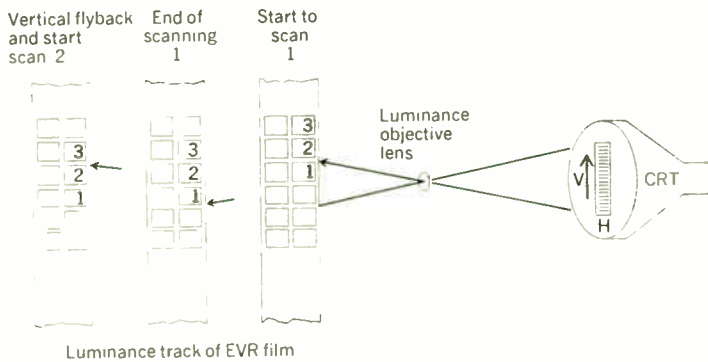 Vertical flyback
and start
scan 2
End of
scanning
1
Start to
scan
1
3
2
1
3
2
1
3
2
1
Luminance
objective
lens
V
H
CRT
Luminance track of EVR film